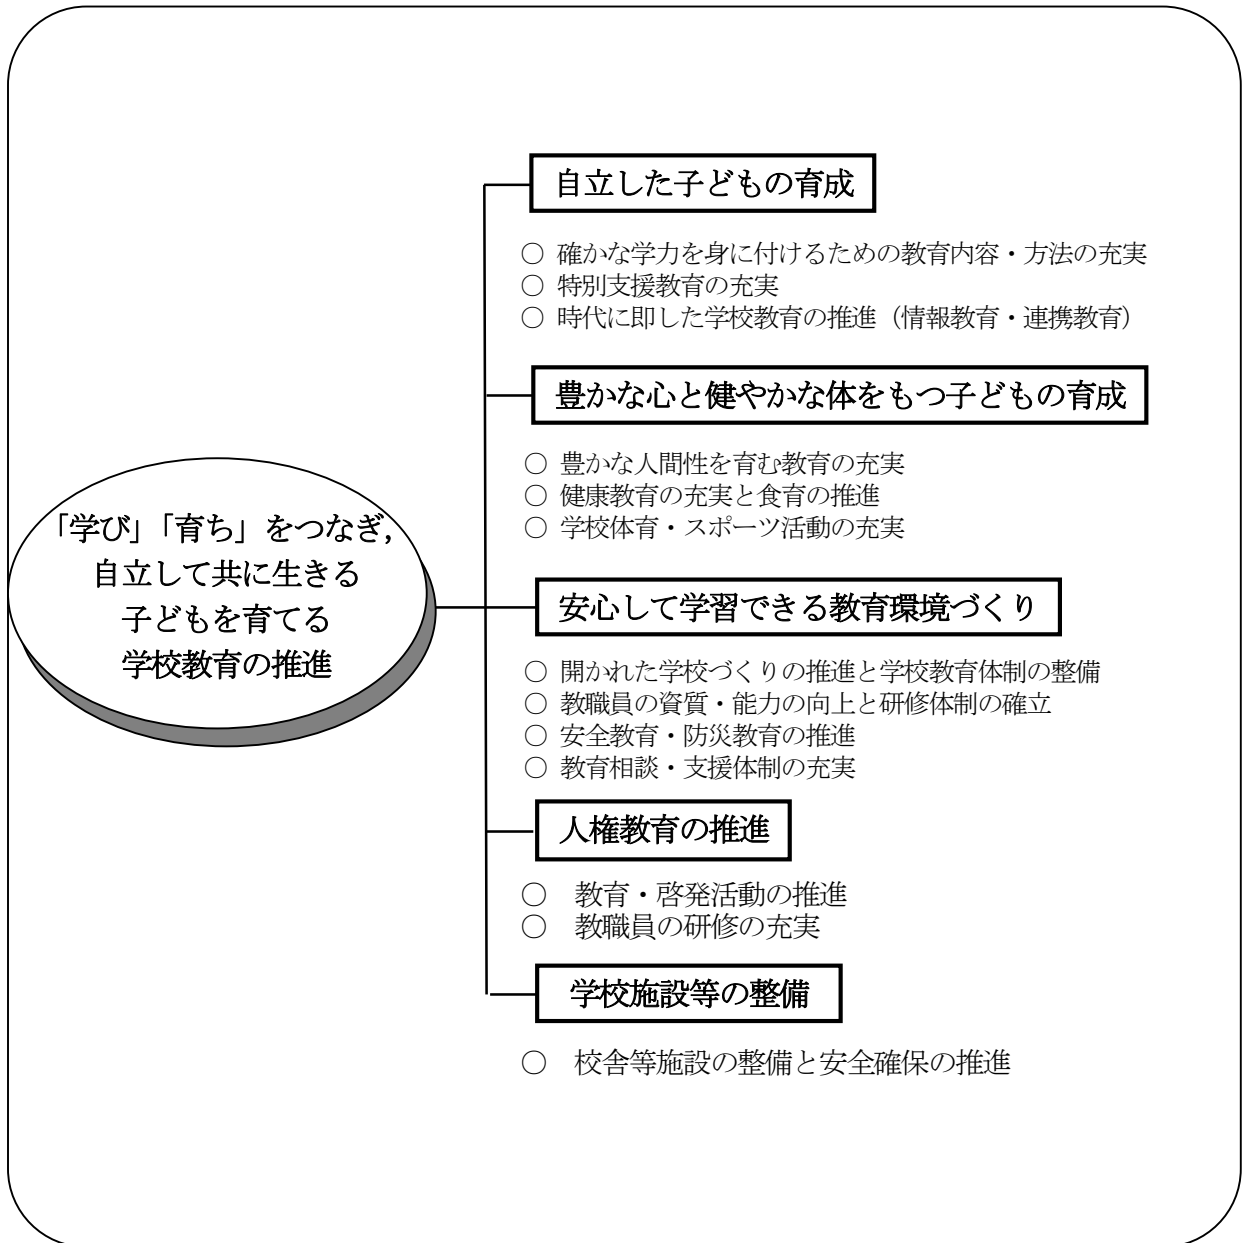 「学び」「育ち」をつなぎ,
自立して共に生きる
子どもを育てる
学校教育の推進
自立した子どもの育成
○ 確かな学力を身に付けるための教育内容・方法の充実
○ 特別支援教育の充実
○ 時代に即した学校教育の推進（情報教育・連携教育）
豊かな心と健やかな体をもつ子どもの育成
○ 豊かな人間性を育む教育の充実
○ 健康教育の充実と食育の推進
○ 学校体育・スポーツ活動の充実
安心して学習できる教育環境づくり
○ 開かれた学校づくりの推進と学校教育体制の整備
○ 教職員の資質・能力の向上と研修体制の確立
○ 安全教育・防災教育の推進
○ 教育相談・支援体制の充実
人権教育の推進
○　教育・啓発活動の推進
○　教職員の研修の充実
学校施設等の整備
○　校舎等施設の整備と安全確保の推進